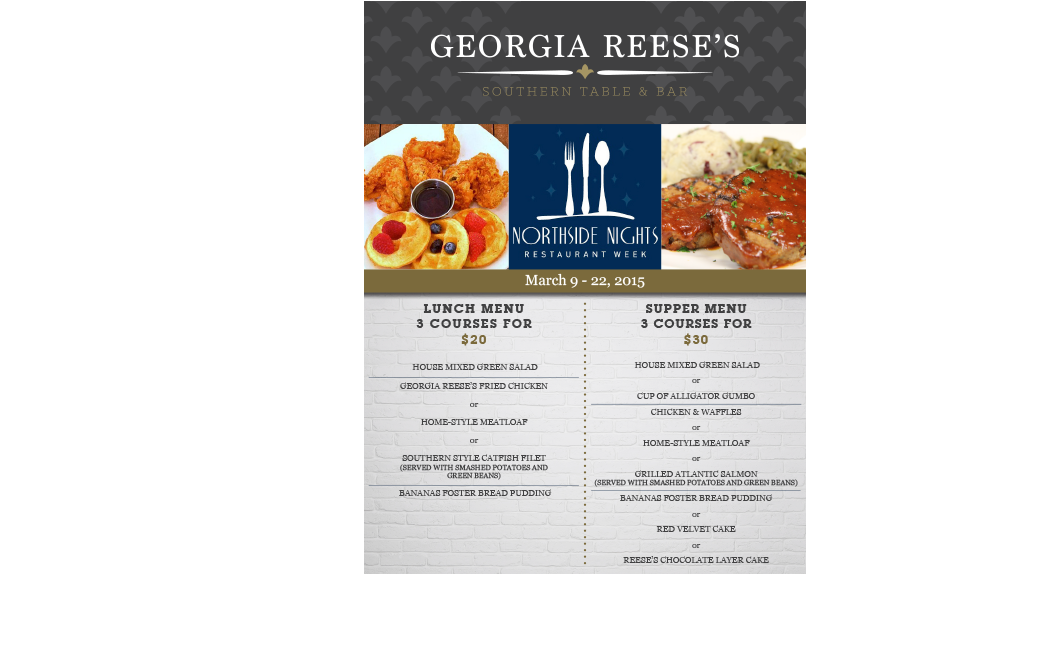 GEORGIA REESE'S
SOUTHERN TABLE & BAR
NORTHSIDE NIGHTS
RESTAURANT WEEK
March 9 - 22, 2015
LUNCH MENU
3 COURSES FOR
$20
HOUSE MIXED GREEN SALAD
GEORGIA REESE'S FRIED CHICKEN
or
HOME-STYLE MEATLOAF
or
SOUTHERN STYLE CATFISH FILET
(SERVED WITH SMASHED POTATOES AND
GREEN BEANS)
BANANAS FOSTER BREAD PUDDING
SUPPER MENU
3 COURSES FOR
$30
HOUSE MIXED GREEN SALAD
or
CUP OF ALLIGATOR GUMBO
CHICKEN & WAFFLES
or
HOME-STYLE MEATLOAF
or
GRILLED ATLANTIC SALMON
(SERVED WITH SMASHED POTATOES AND GREEN BEANS)
BANANAS FOSTER BREAD PUDDING
or
RED VELVET CAKE
or
REESE'S CHOCOLATE LAYER CAKE